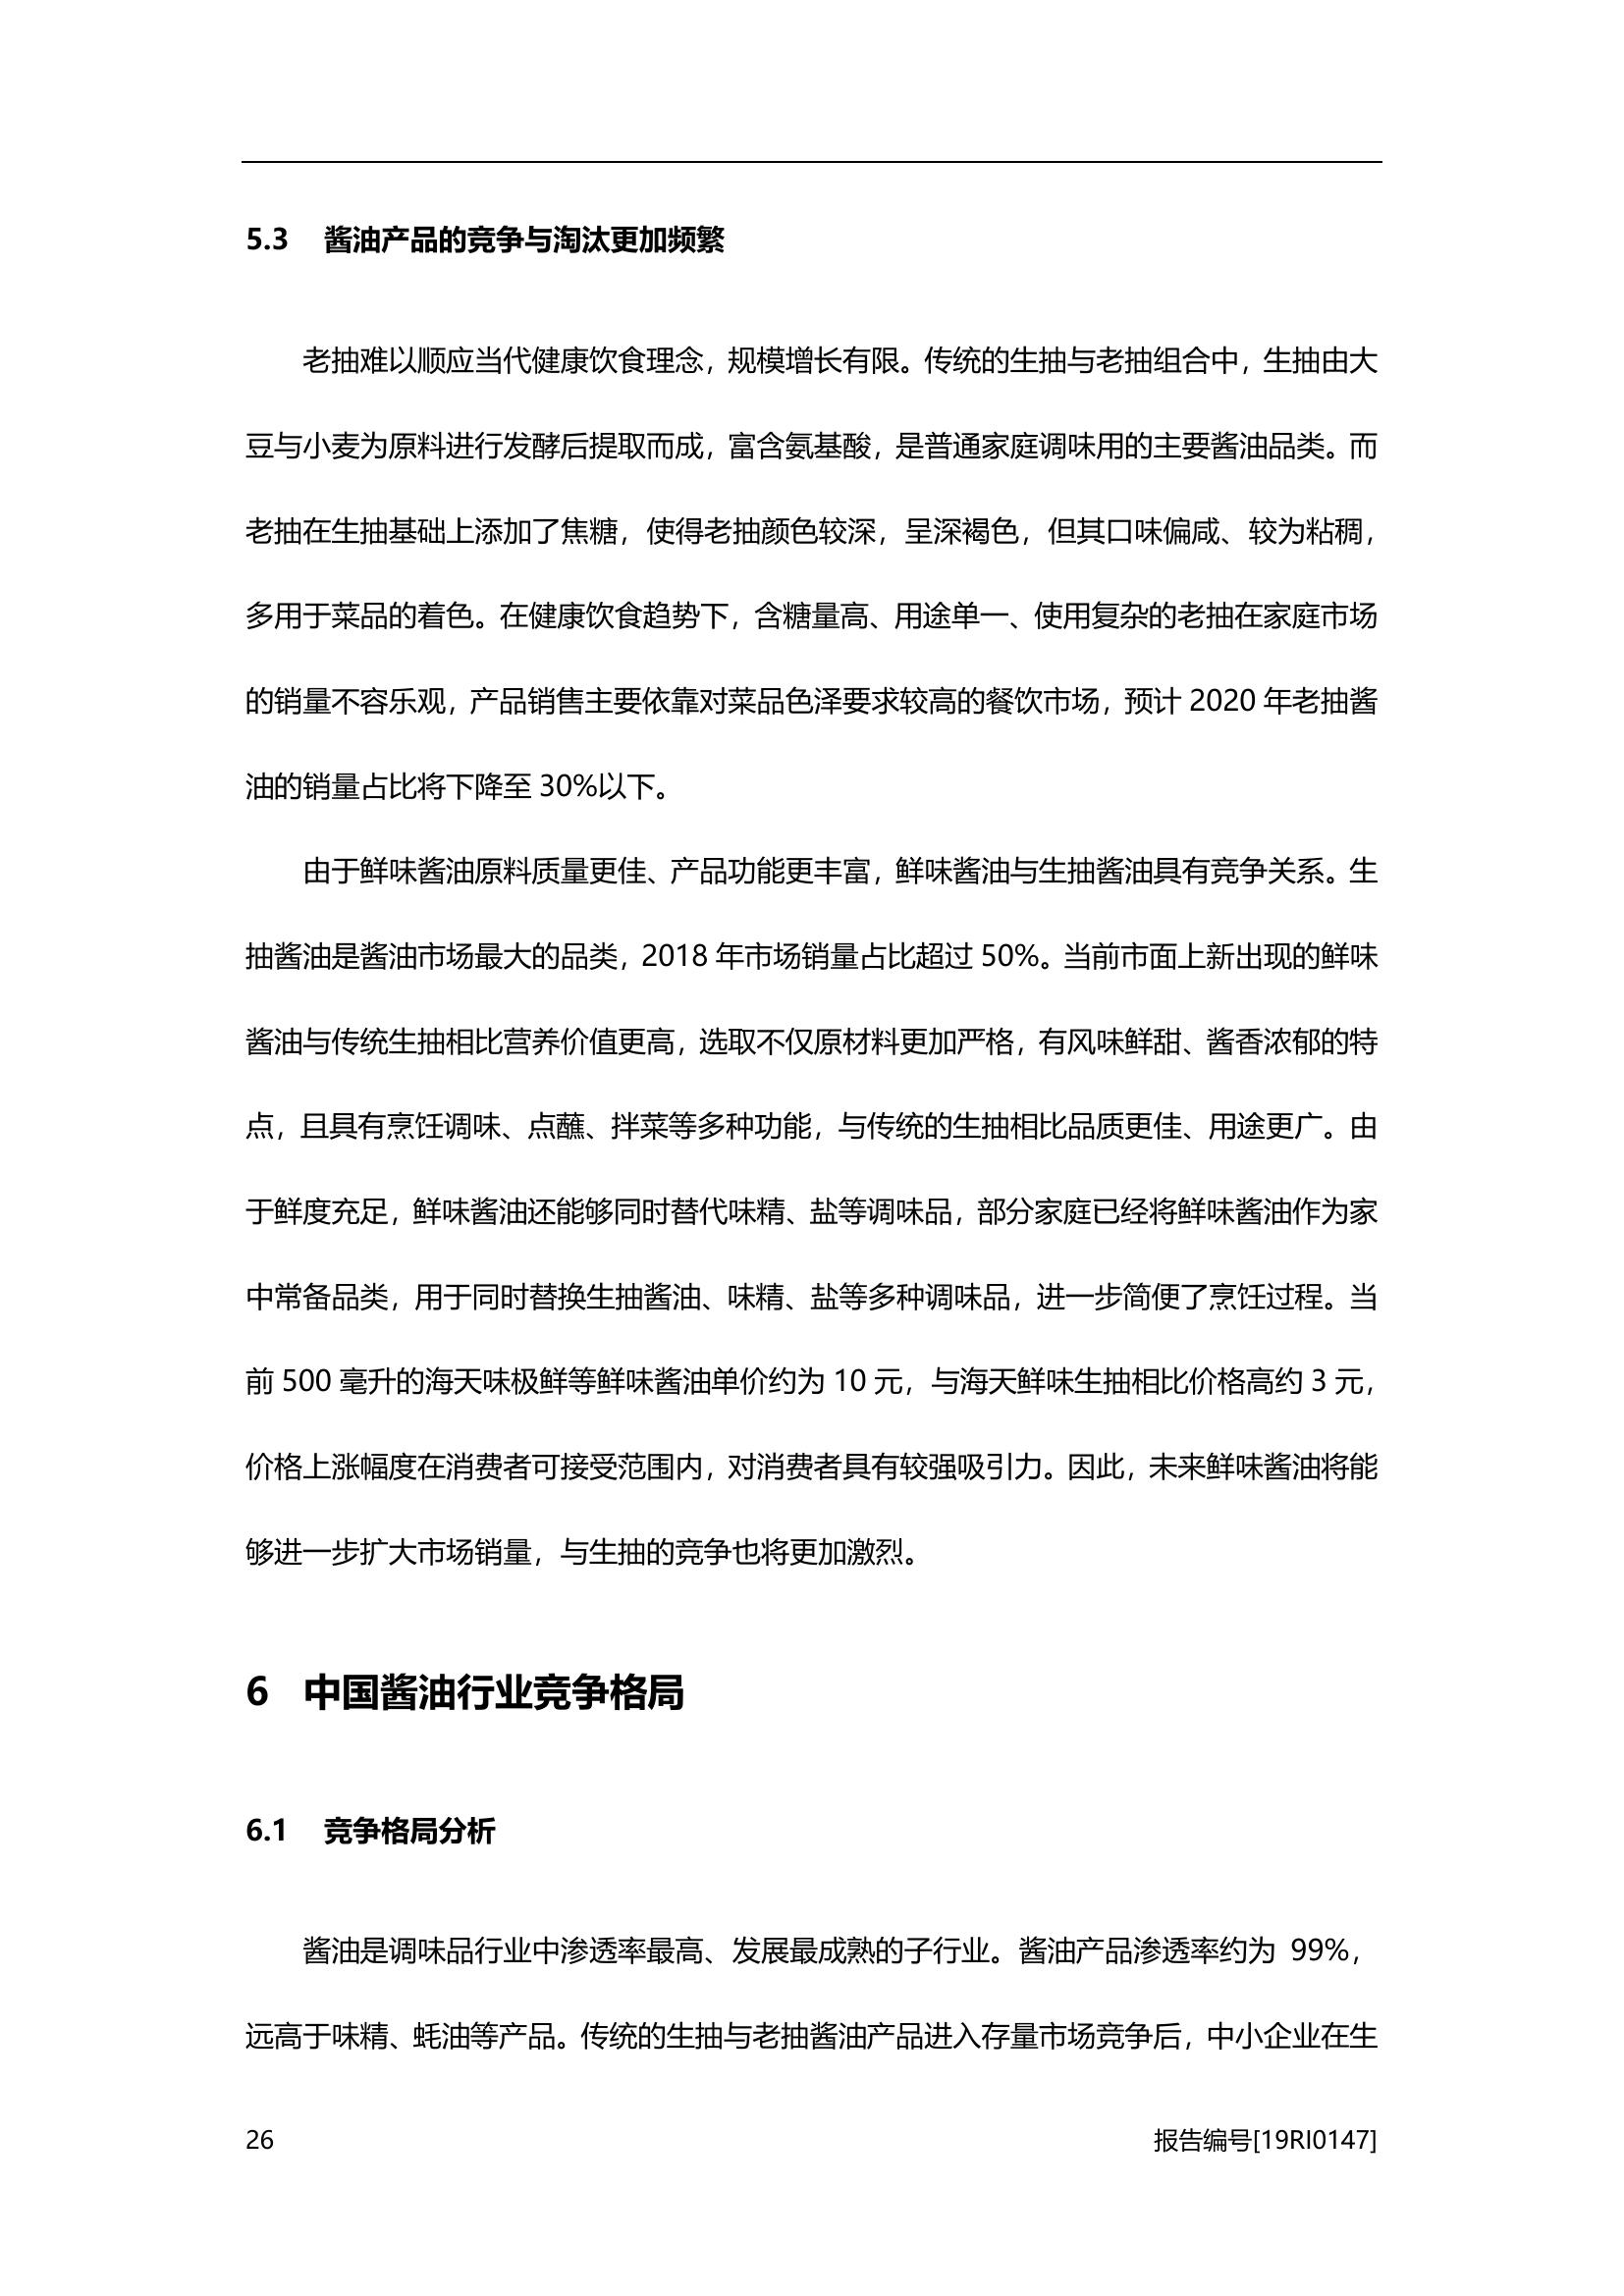 5.3 酱油产品的竞争与淘汰更加频繁
老抽难以顺应当代健康饮食理念，规模增长有限。传统的生抽与老抽组合中，生抽由大
豆与小麦为原料进行发酵后提取而成，富含氨基酸，是普通家庭调味用的主要酱油品类。而
老抽在生抽基础上添加了焦糖，使得老抽颜色较深，呈深褐色，但其口味偏咸、较为粘稠，
多用于菜品的着色。在健康饮食趋势下，含糖量高、用途单一、使用复杂的老抽在家庭市场
的销量不容乐观，产品销售主要依靠对菜品色泽要求较高的餐饮市场，预计 2020 年老抽酱
油的销量占比将下降至 30%以下。
由于鲜味酱油原料质量更佳、产品功能更丰富，鲜味酱油与生抽酱油具有竞争关系。生
抽酱油是酱油市场最大的品类，2018 年市场销量占比超过 50%。当前市面上新出现的鲜味
酱油与传统生抽相比营养价值更高，选取不仅原材料更加严格，有风味鲜甜、酱香浓郁的特
点，且具有烹饪调味、点蘸、拌菜等多种功能，与传统的生抽相比品质更佳、用途更广。由
于鲜度充足，鲜味酱油还能够同时替代味精、盐等调味品，部分家庭已经将鲜味酱油作为家
中常备品类，用于同时替换生抽酱油、味精、盐等多种调味品，进一步简便了烹饪过程。当
前 500 毫升的海天味极鲜等鲜味酱油单价约为 10 元，与海天鲜味生抽相比价格高约 3 元，
价格上涨幅度在消费者可接受范围内，对消费者具有较强吸引力。因此，未来鲜味酱油将能
够进一步扩大市场销量，与生抽的竞争也将更加激烈。
6 中国酱油行业竞争格局
6.1 竞争格局分析
酱油是调味品行业中渗透率最高、发展最成熟的子行业。酱油产品渗透率约为 99%，
远高于味精、蚝油等产品。传统的生抽与老抽酱油产品进入存量市场竞争后，中小企业在生
26 报告编号[19RI0147]